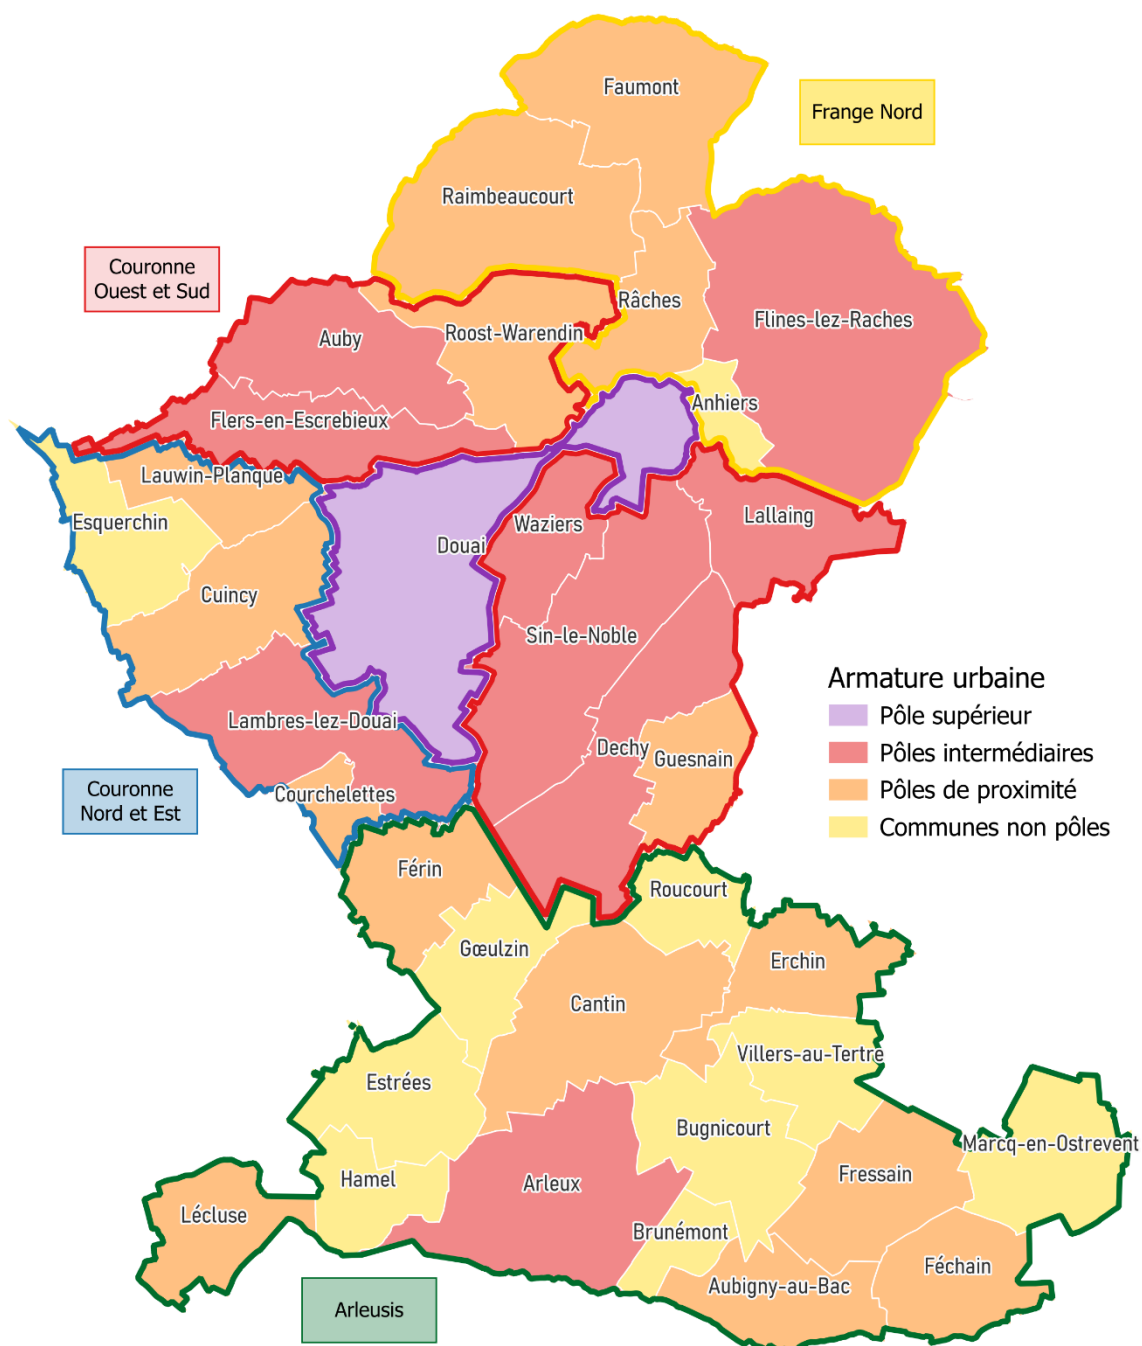 Faumont
Frange Nord
Raimbeaucourt
Couronne
Ouest et Sud
Râches
Flines-lez-Raches
Auby
Roost-Warendin
Anhiers
Flers-en-Escrebieux
Lauwin-Planque
Esquerchin
Waziers
Lallaing
Douai
Cuincy
Sin-le-Noble
Lambres-lez-Douai
Dechy
Guesnain
Courchelettes
Couronne
Nord et Est
Armature urbaine
Pôle supérieur
Pôles intermédiaires
Pôles de proximité
Communes non pôles
Férin
Roucourt
Gœulzin
Erchin
Cantin
Villers-au-Tertre
Estrées
Bugnicourt
Marcq-en-Ostrevent
Hamel
Arleux
Fressain
Lécluse
Brunémont
Féchain
Aubigny-au-Bac
Arleusis